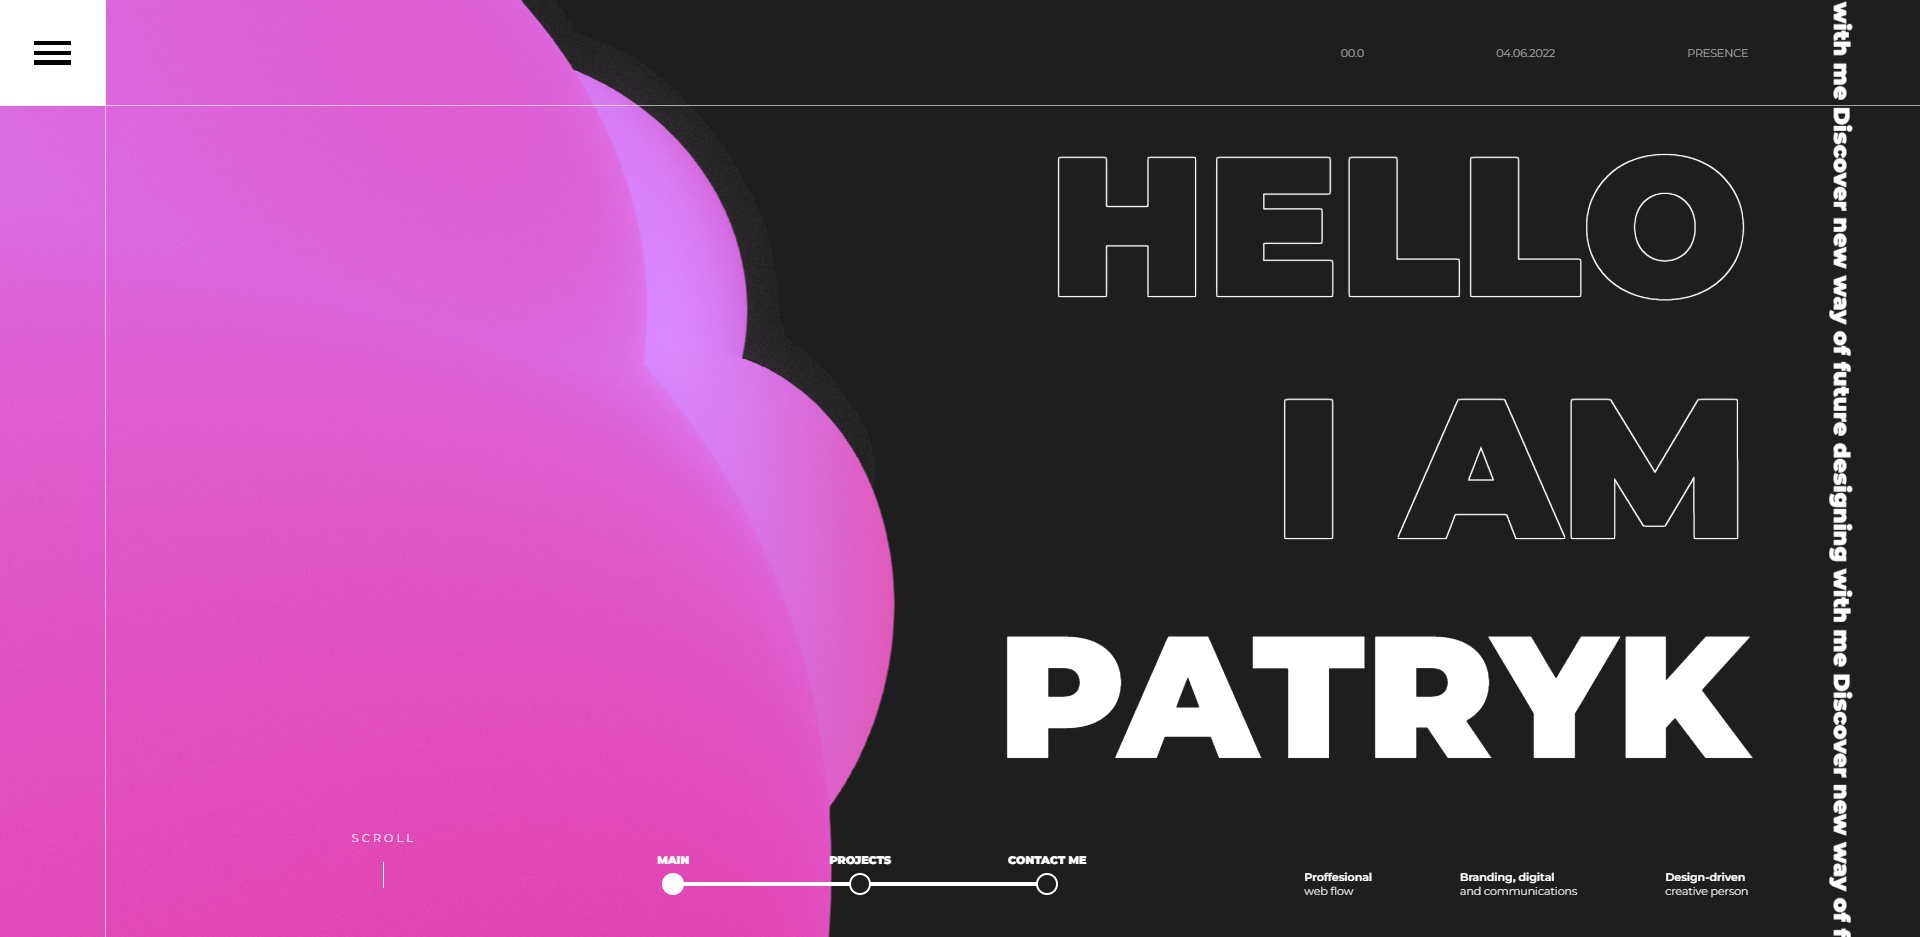 00.0
04.06.2022
PRESENCE
HELLO
I AM
PATRYK
SCROLL
MAIN
PROJECTS
CONTACT ME
Proffesional
web flow
Branding, digital
and communications
Design-driven
creative person
with me Discover new way of future designing with me Discover new way of f